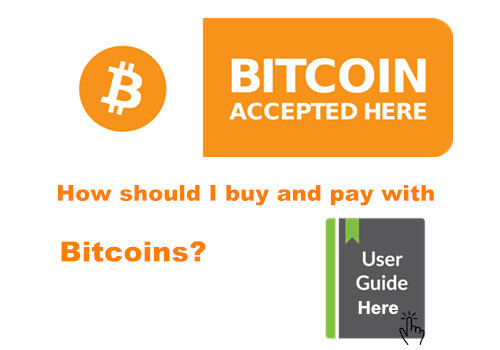 BITCOIN
ACCEPTED HERE
How should I buy and pay with
Bitcoins?
User
Guide
Here